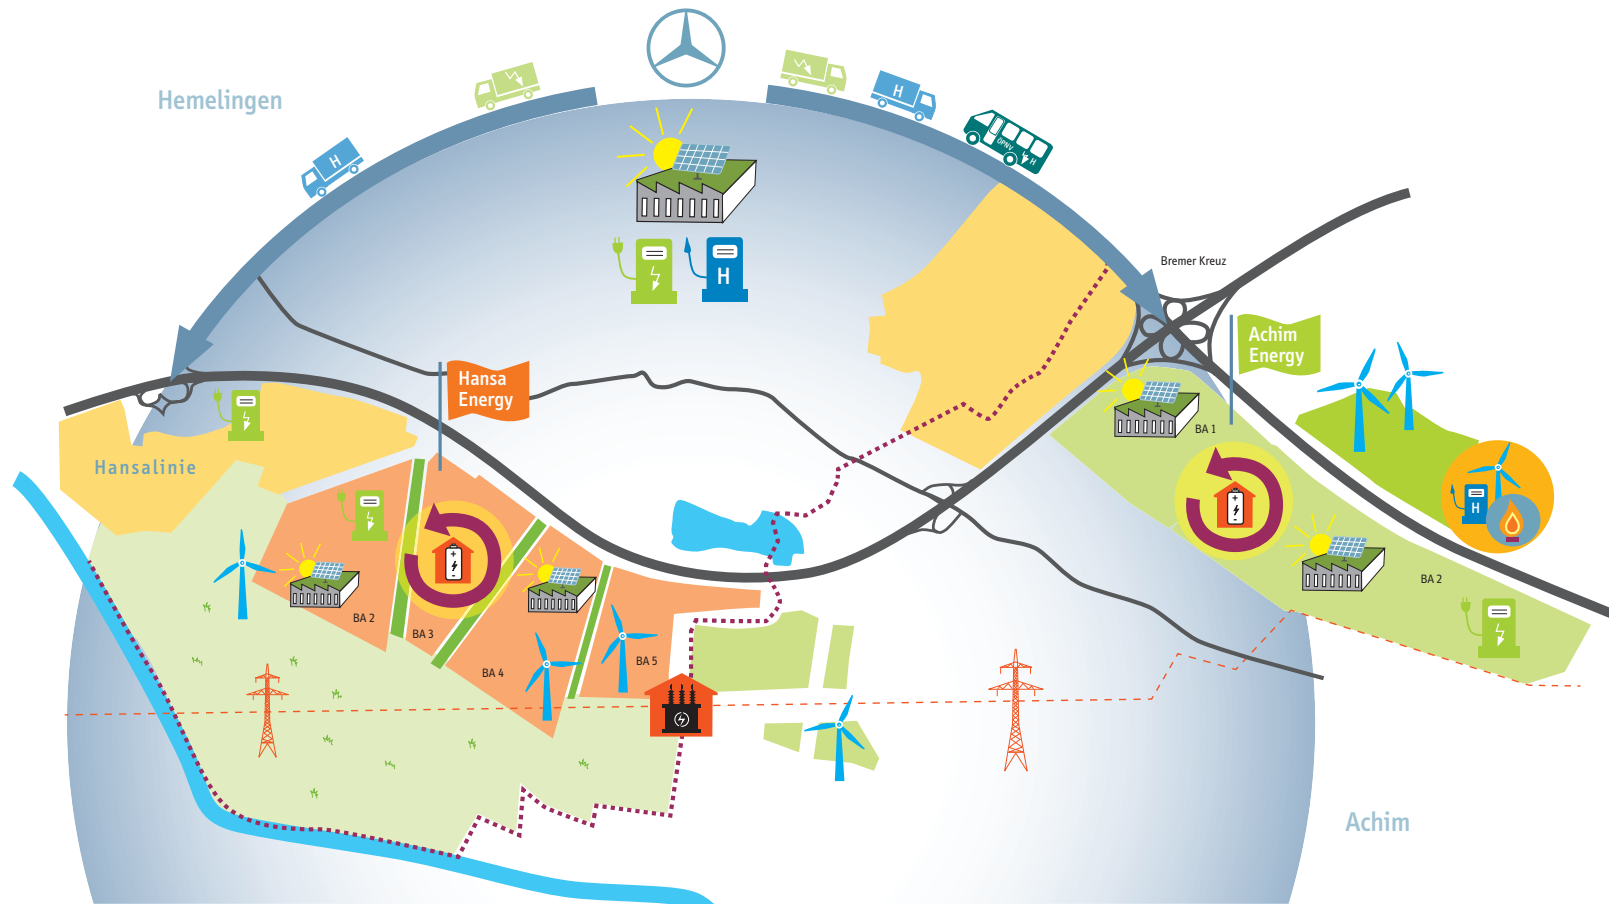 Hemelingen
H
H
ÖPNV
H
H
Bremer Kreuz
Hansa
Energy
Achim
Energy
BA 1
Hansalinie
H
BA 2
BA 2
BA 3
BA 4
BA 5
Achim